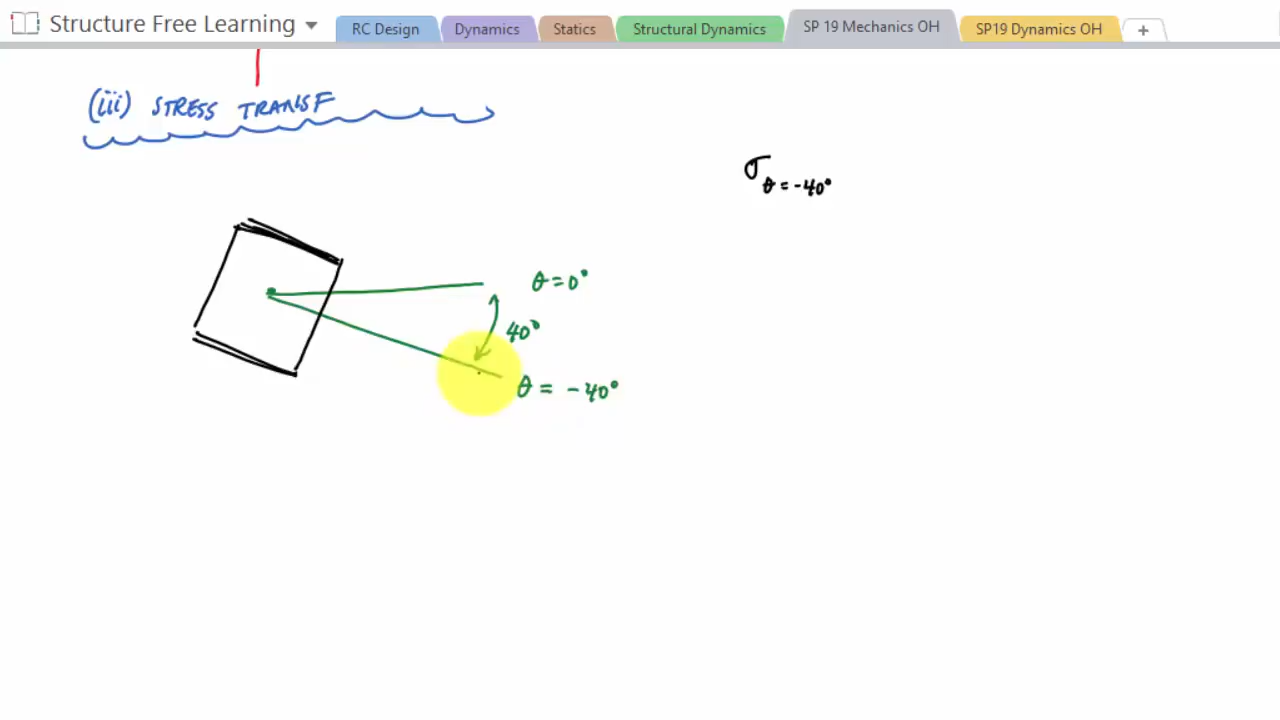 Structure Free Learning
RC Design Dynamics Statics Structural Dynamics SP 19 Mechanics OH SP19 Dynamics OH +
(iii) STRESS TRANSF
σ θ = -40°
θ = 0°
40°
θ = -40°